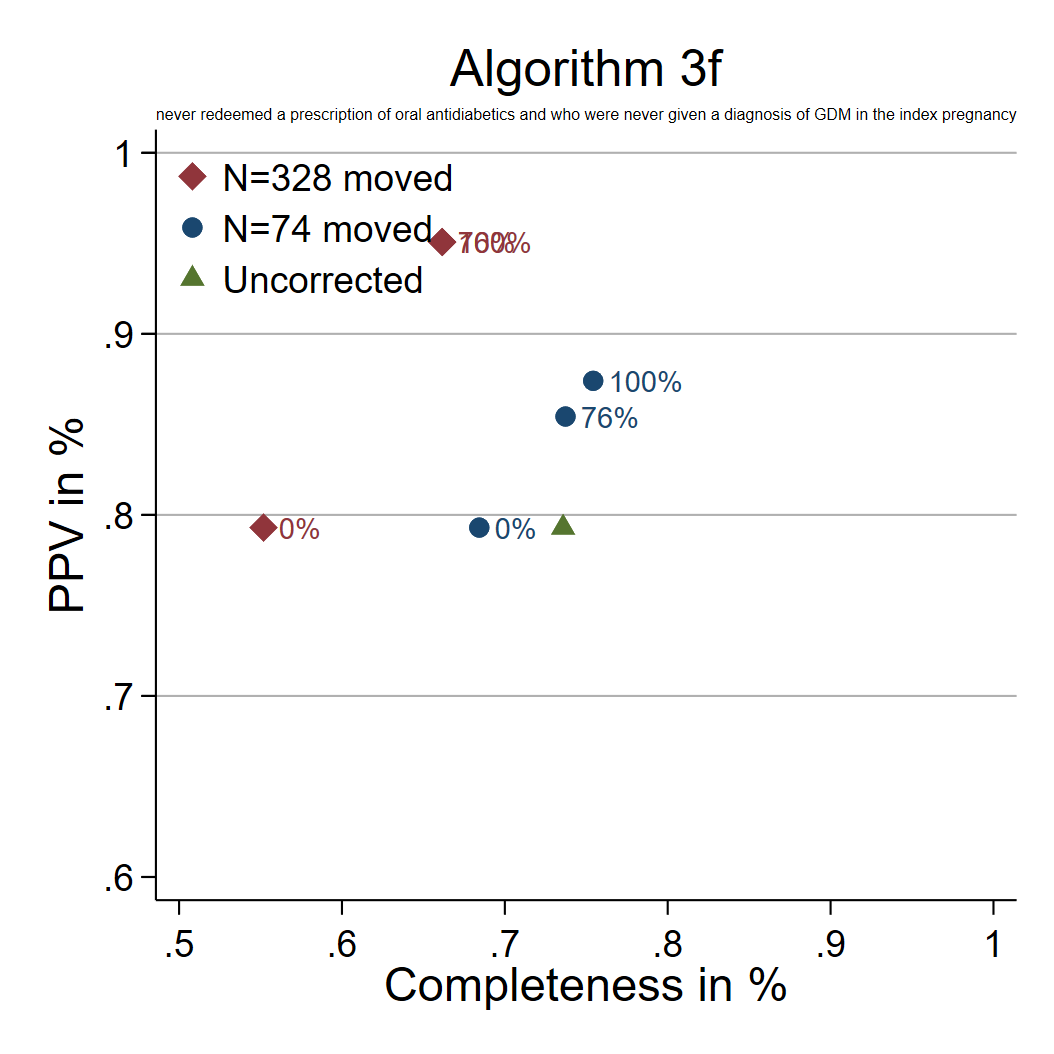 Algorithm 3f
never redeemed a prescription of oral antidiabetics and who were never given a diagnosis of GDM in the index pregnancy
1
N=328 moved
N=74 moved
Uncorrected
.9
100%
76%
.8
0%
0%
.7
.6
PPV in %
.5 .6 .7 .8 .9 1
Completeness in %